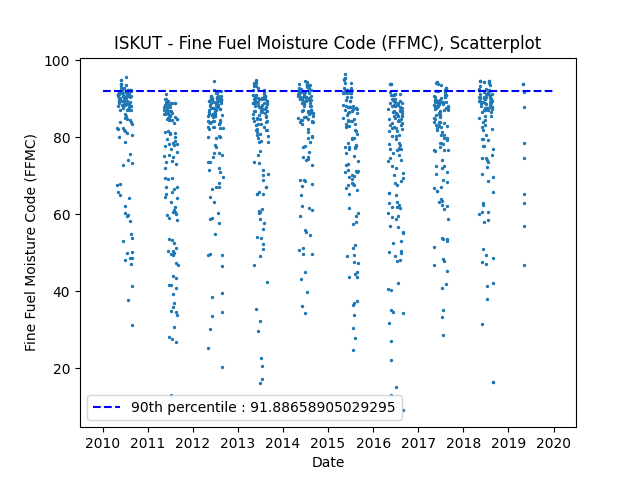 ISKUT - Fine Fuel Moisture Code (FFMC), Scatterplot
Fine Fuel Moisture Code (FFMC)
100
80
60
40
20
90th percentile : 91.88658905029295
2010 2011 2012 2013 2014 2015 2016 2017 2018 2019 2020
Date